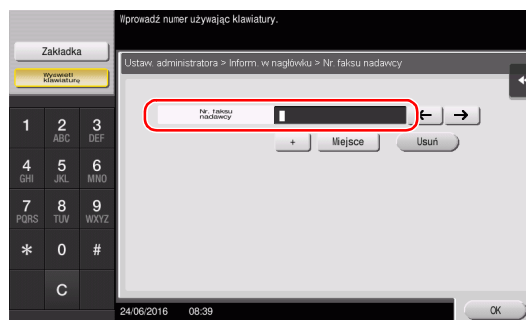 Wprowadź numer używając klawiatury.
Zakładka
Wyświetl
klawiaturę
Ustaw. administratora > Inform. w nagłówku > Nr. faksu nadawcy
Nr. faksu
nadawcy
← →
+ Miejsce Usuń
1 2 3
ABC DEF
4 5 6
GHI JKL MNO
7 8 9
PQRS TUV WXYZ
* 0 #
C
24/06/2016 08:39
OK